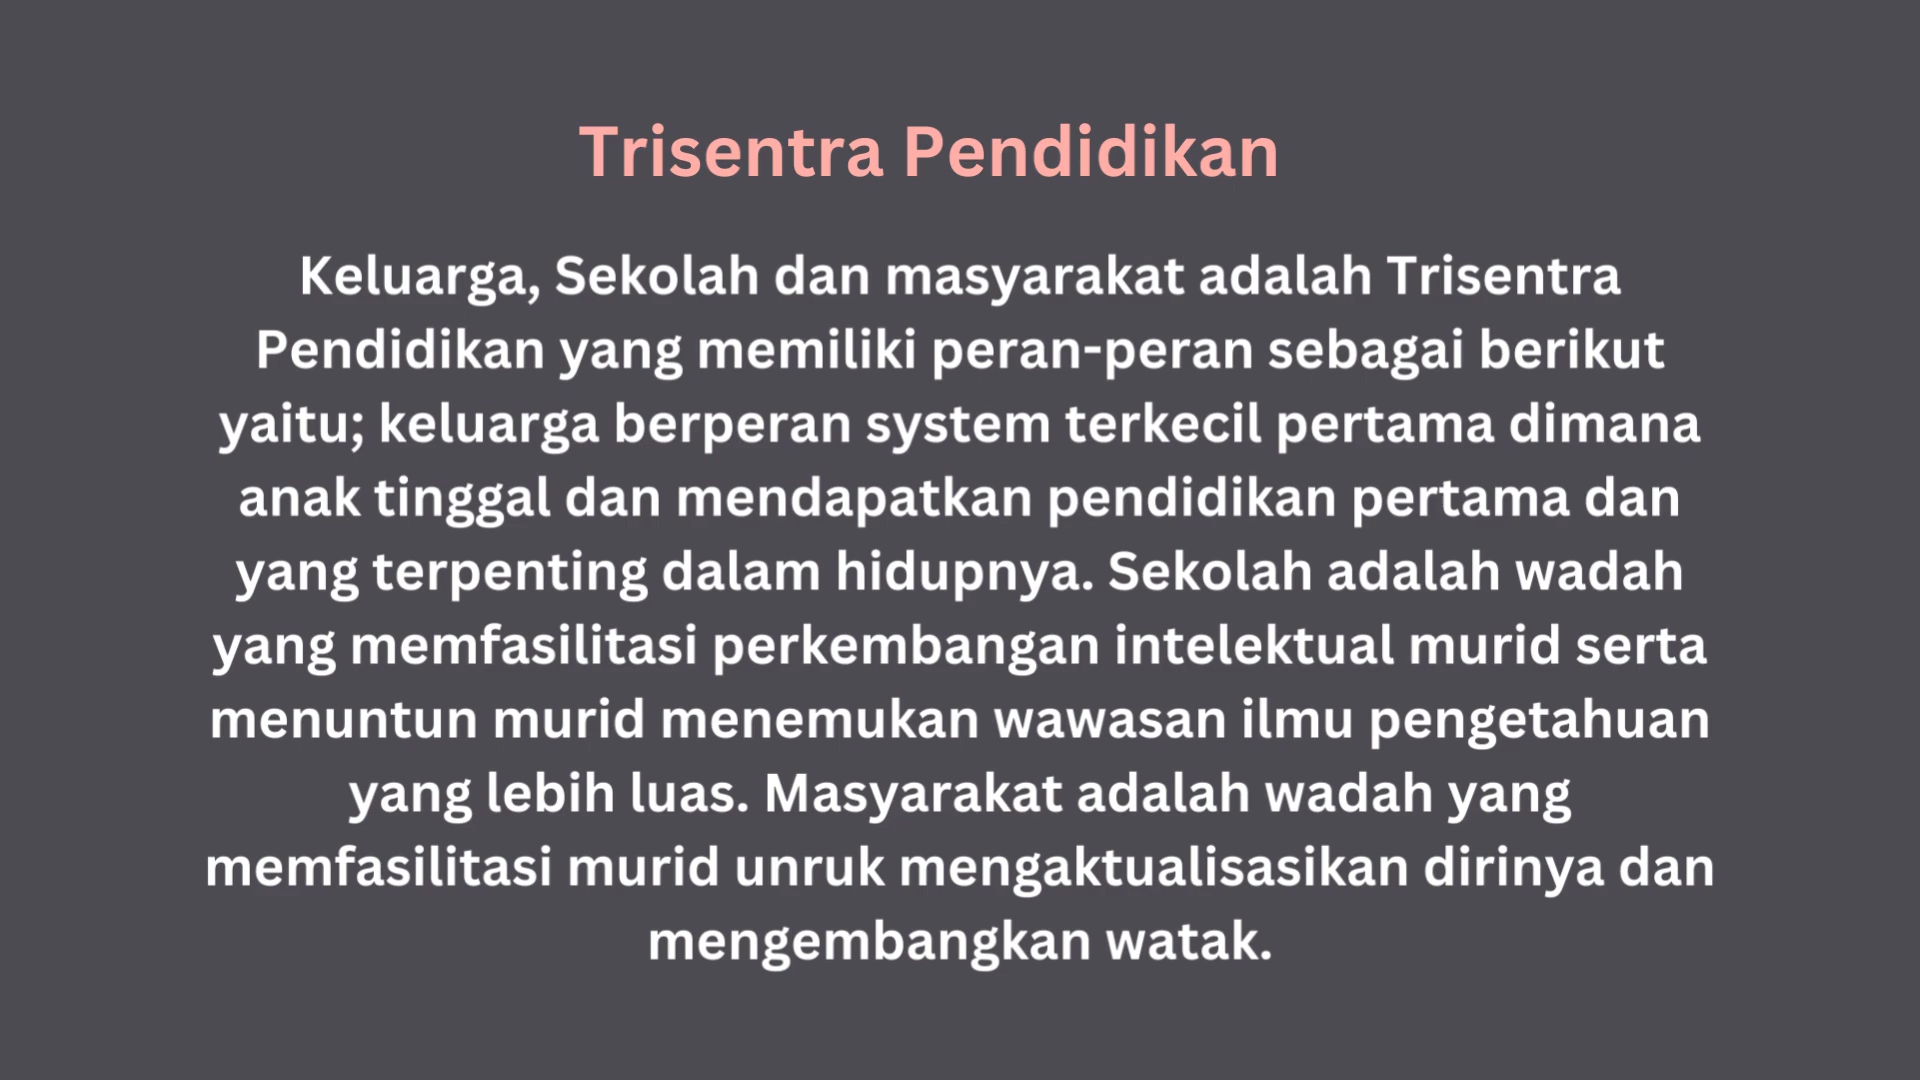 Trisentra Pendidikan
Keluarga, Sekolah dan masyarakat adalah Trisentra
Pendidikan yang memiliki peran-peran sebagai berikut
yaitu; keluarga berperan system terkecil pertama dimana
anak tinggal dan mendapatkan pendidikan pertama dan
yang terpenting dalam hidupnya. Sekolah adalah wadah
yang memfasilitasi perkembangan intelektual murid serta
menuntun murid menemukan wawasan ilmu pengetahuan
yang lebih luas. Masyarakat adalah wadah yang
memfasilitasi murid unruk mengaktualisasikan dirinya dan
mengembangkan watak.